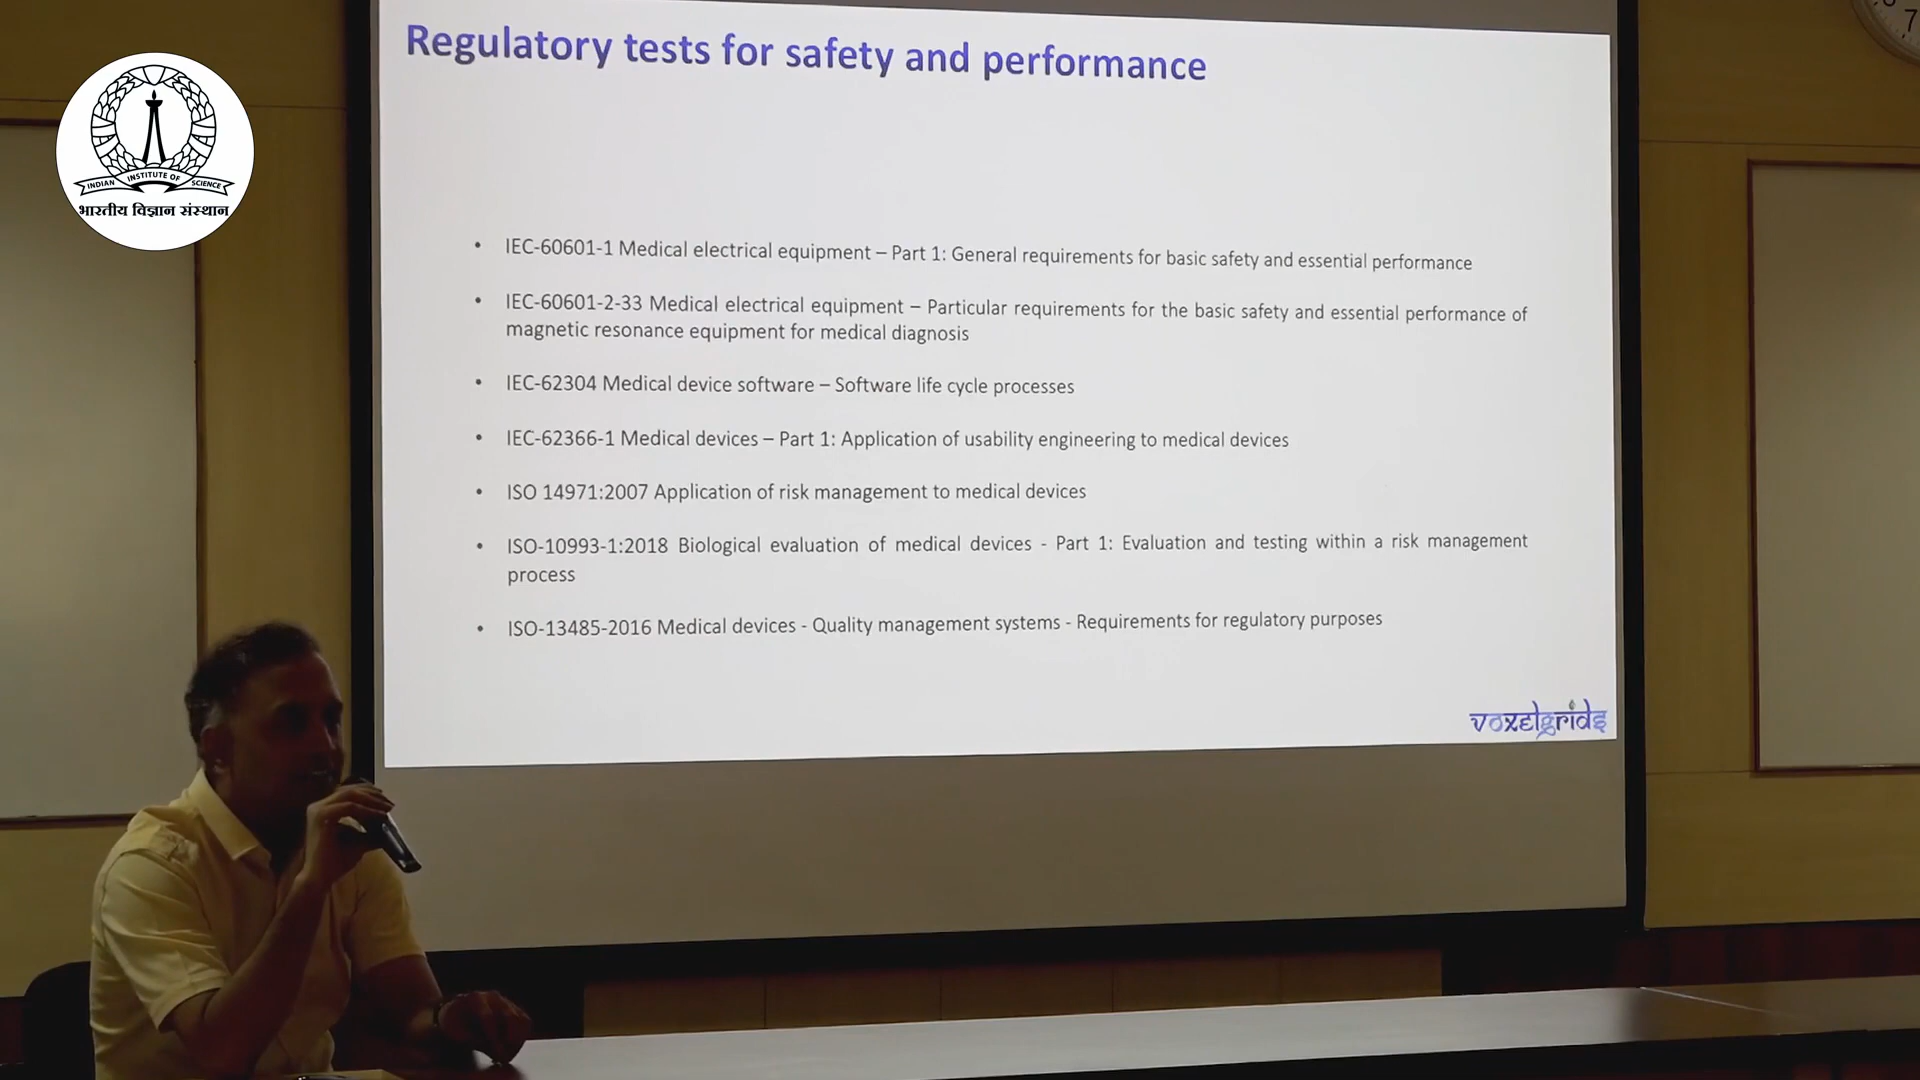 Regulatory tests for safety and performance
INDIAN INSTITUTE OF SCIENCE
भारतीय विज्ञान संस्थान
• IEC-60601-1 Medical electrical equipment – Part 1: General requirements for basic safety and essential performance
• IEC-60601-2-33 Medical electrical equipment – Particular requirements for the basic safety and essential performance of
magnetic resonance equipment for medical diagnosis
• IEC-62304 Medical device software – Software life cycle processes
• IEC-62366-1 Medical devices – Part 1: Application of usability engineering to medical devices
• ISO 14971:2007 Application of risk management to medical devices
• ISO-10993-1:2018 Biological evaluation of medical devices - Part 1: Evaluation and testing within a risk management
process
• ISO-13485-2016 Medical devices - Quality management systems - Requirements for regulatory purposes
voxelgrids
7